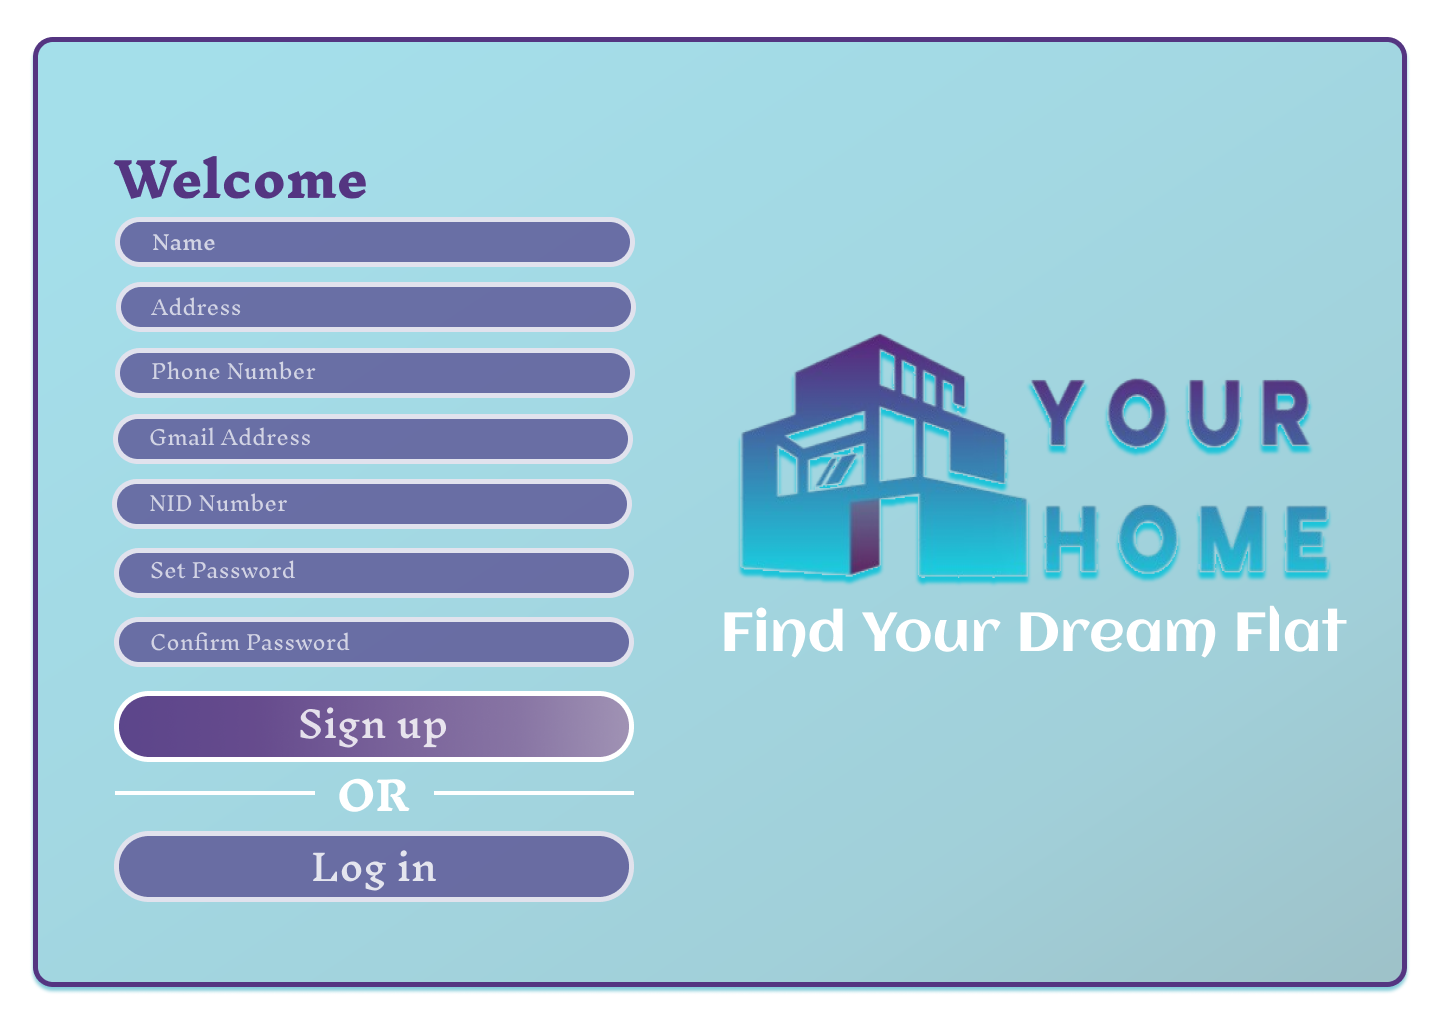 Welcome
Name
Address
Phone Number
Gmail Address
NID Number
Set Password
Confirm Password
Sign up
OR
Log in
YOUR
HOME
Find Your Dream Flat